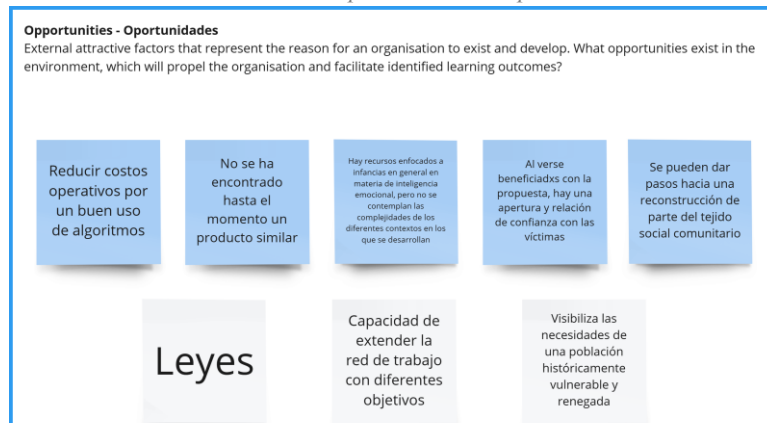 Opportunities - Oportunidades
External attractive factors that represent the reason for an organisation to exist and develop. What opportunities exist in the
environment, which will propel the organisation and facilitate identified learning outcomes?
Reducir costos
operativos por
un buen uso
de algoritmos
No se ha
encontrado
hasta el
momento un
producto similar
Hay recursos enfocados a
infancias en general en
materia de inteligencia
emocional, pero no se
contemplan las
complejidades de los
diferentes contextos en los
que se desarrollan
Al verse
beneficiadxs con la
propuesta, hay una
apertura y relación
de confianza con las
víctimas
Se pueden dar
pasos hacia una
reconstrucción de
parte del tejido
social comunitario
Leyes
Capacidad de
extender la
red de trabajo
con diferentes
objetivos
Visibiliza las
necesidades de
una población
históricamente
vulnerable y
renegada